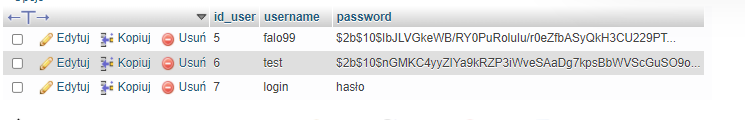 ←T→ id_user username password
Edytuj Kopiuj Usuń 5 falo99 $2b$10$lbJLVGkeWB/RY0PuRolulu/r0eZfbASyQkH3CU229PT...
Edytuj Kopiuj Usuń 6 test $2b$10$nGMKC4yyZIYa9kRZP3iWveSAaDg7kpsBbWVScGuSO9o...
Edytuj Kopiuj Usuń 7 login hasło